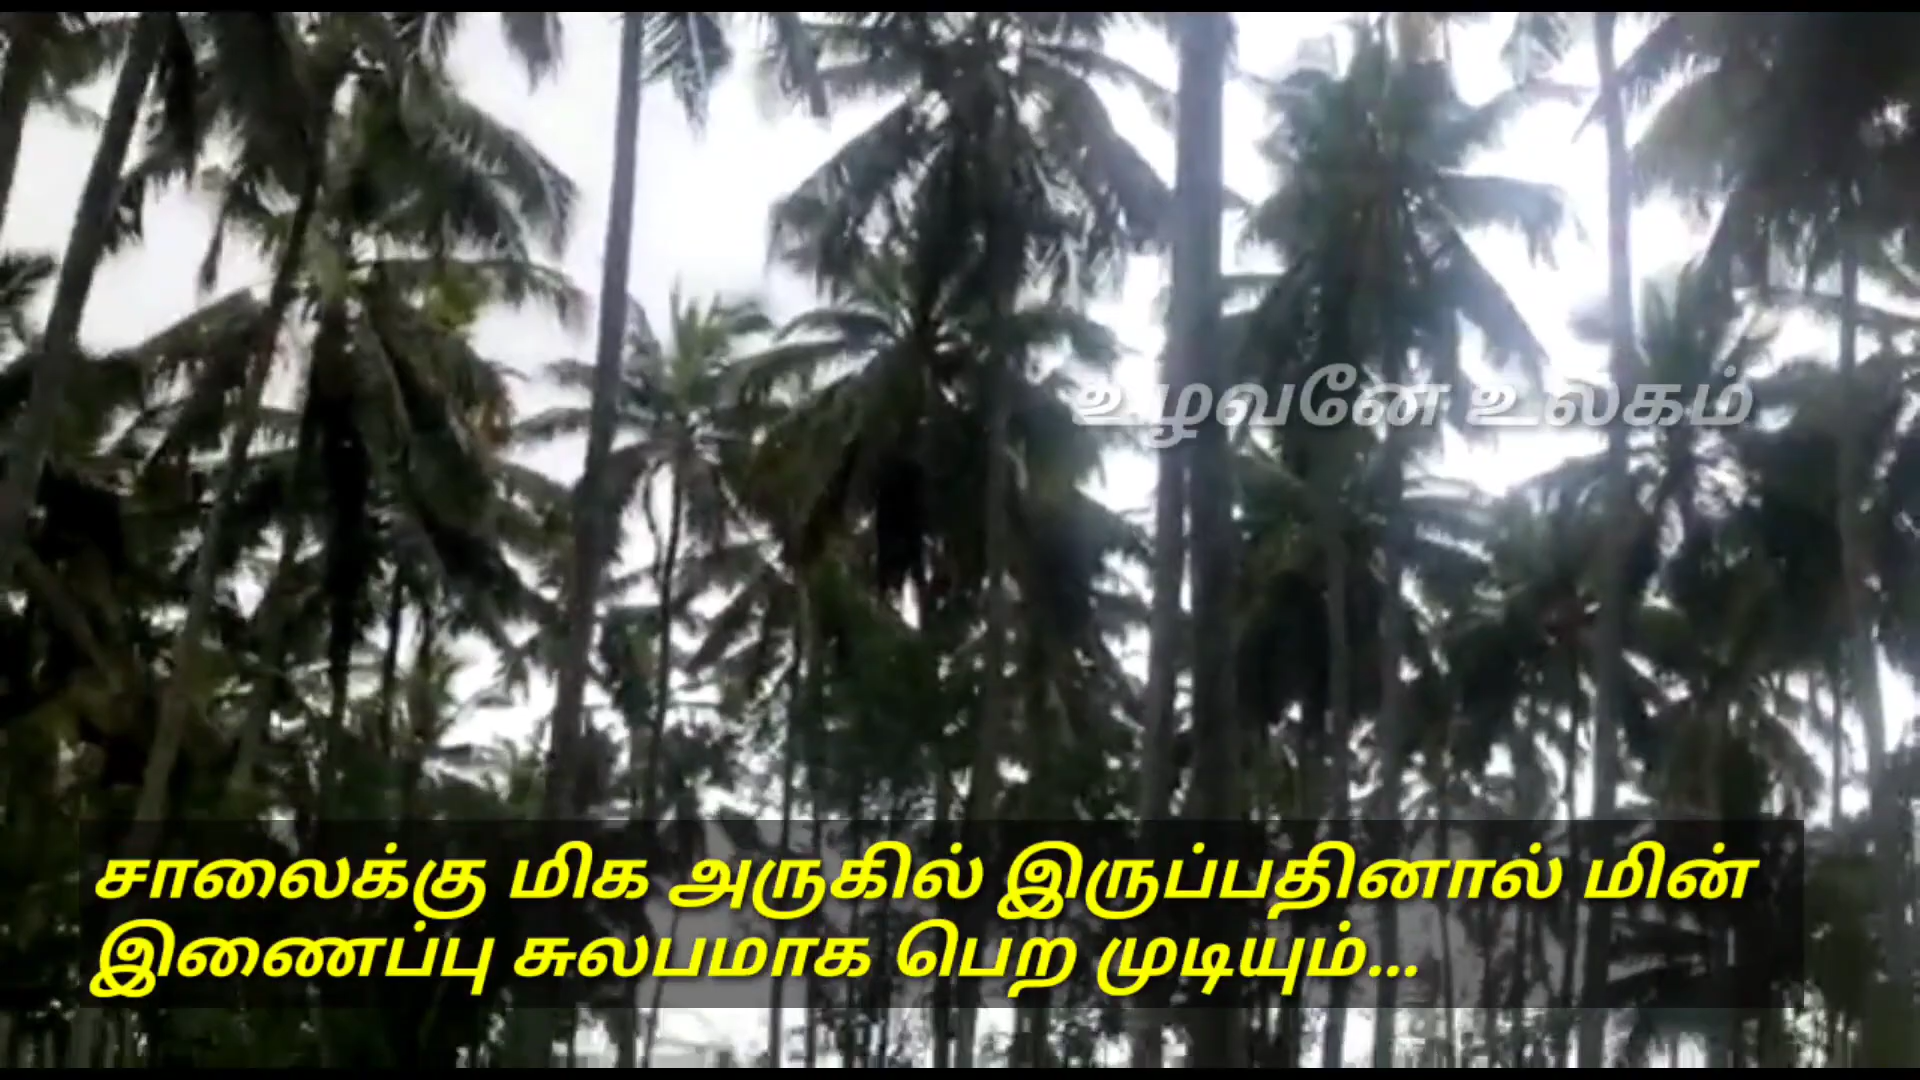 உழவனே உலகம்
சாலைக்கு மிக அருகில் இருப்பதினால் மின்
இணைப்பு சுலபமாக பெற முடியும்...